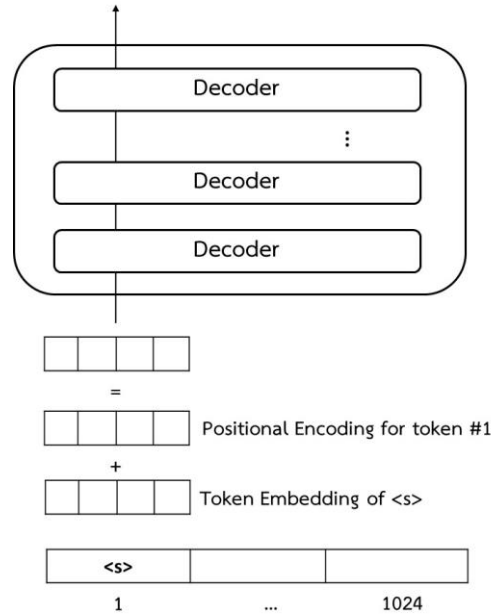 Decoder
⋮
Decoder
Decoder
=
Positional Encoding for token #1
+
Token Embedding of <s>
<s>
1 ... 1024